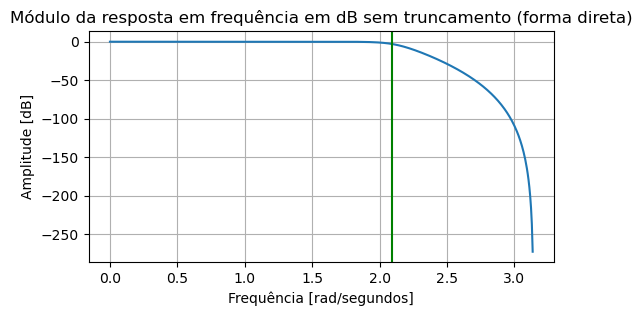 Módulo da resposta em frequência em dB sem truncamento (forma direta)
Amplitude [dB]
0
−50
−100
−150
−200
−250
0.0 0.5 1.0 1.5 2.0 2.5 3.0
Frequência [rad/segundos]